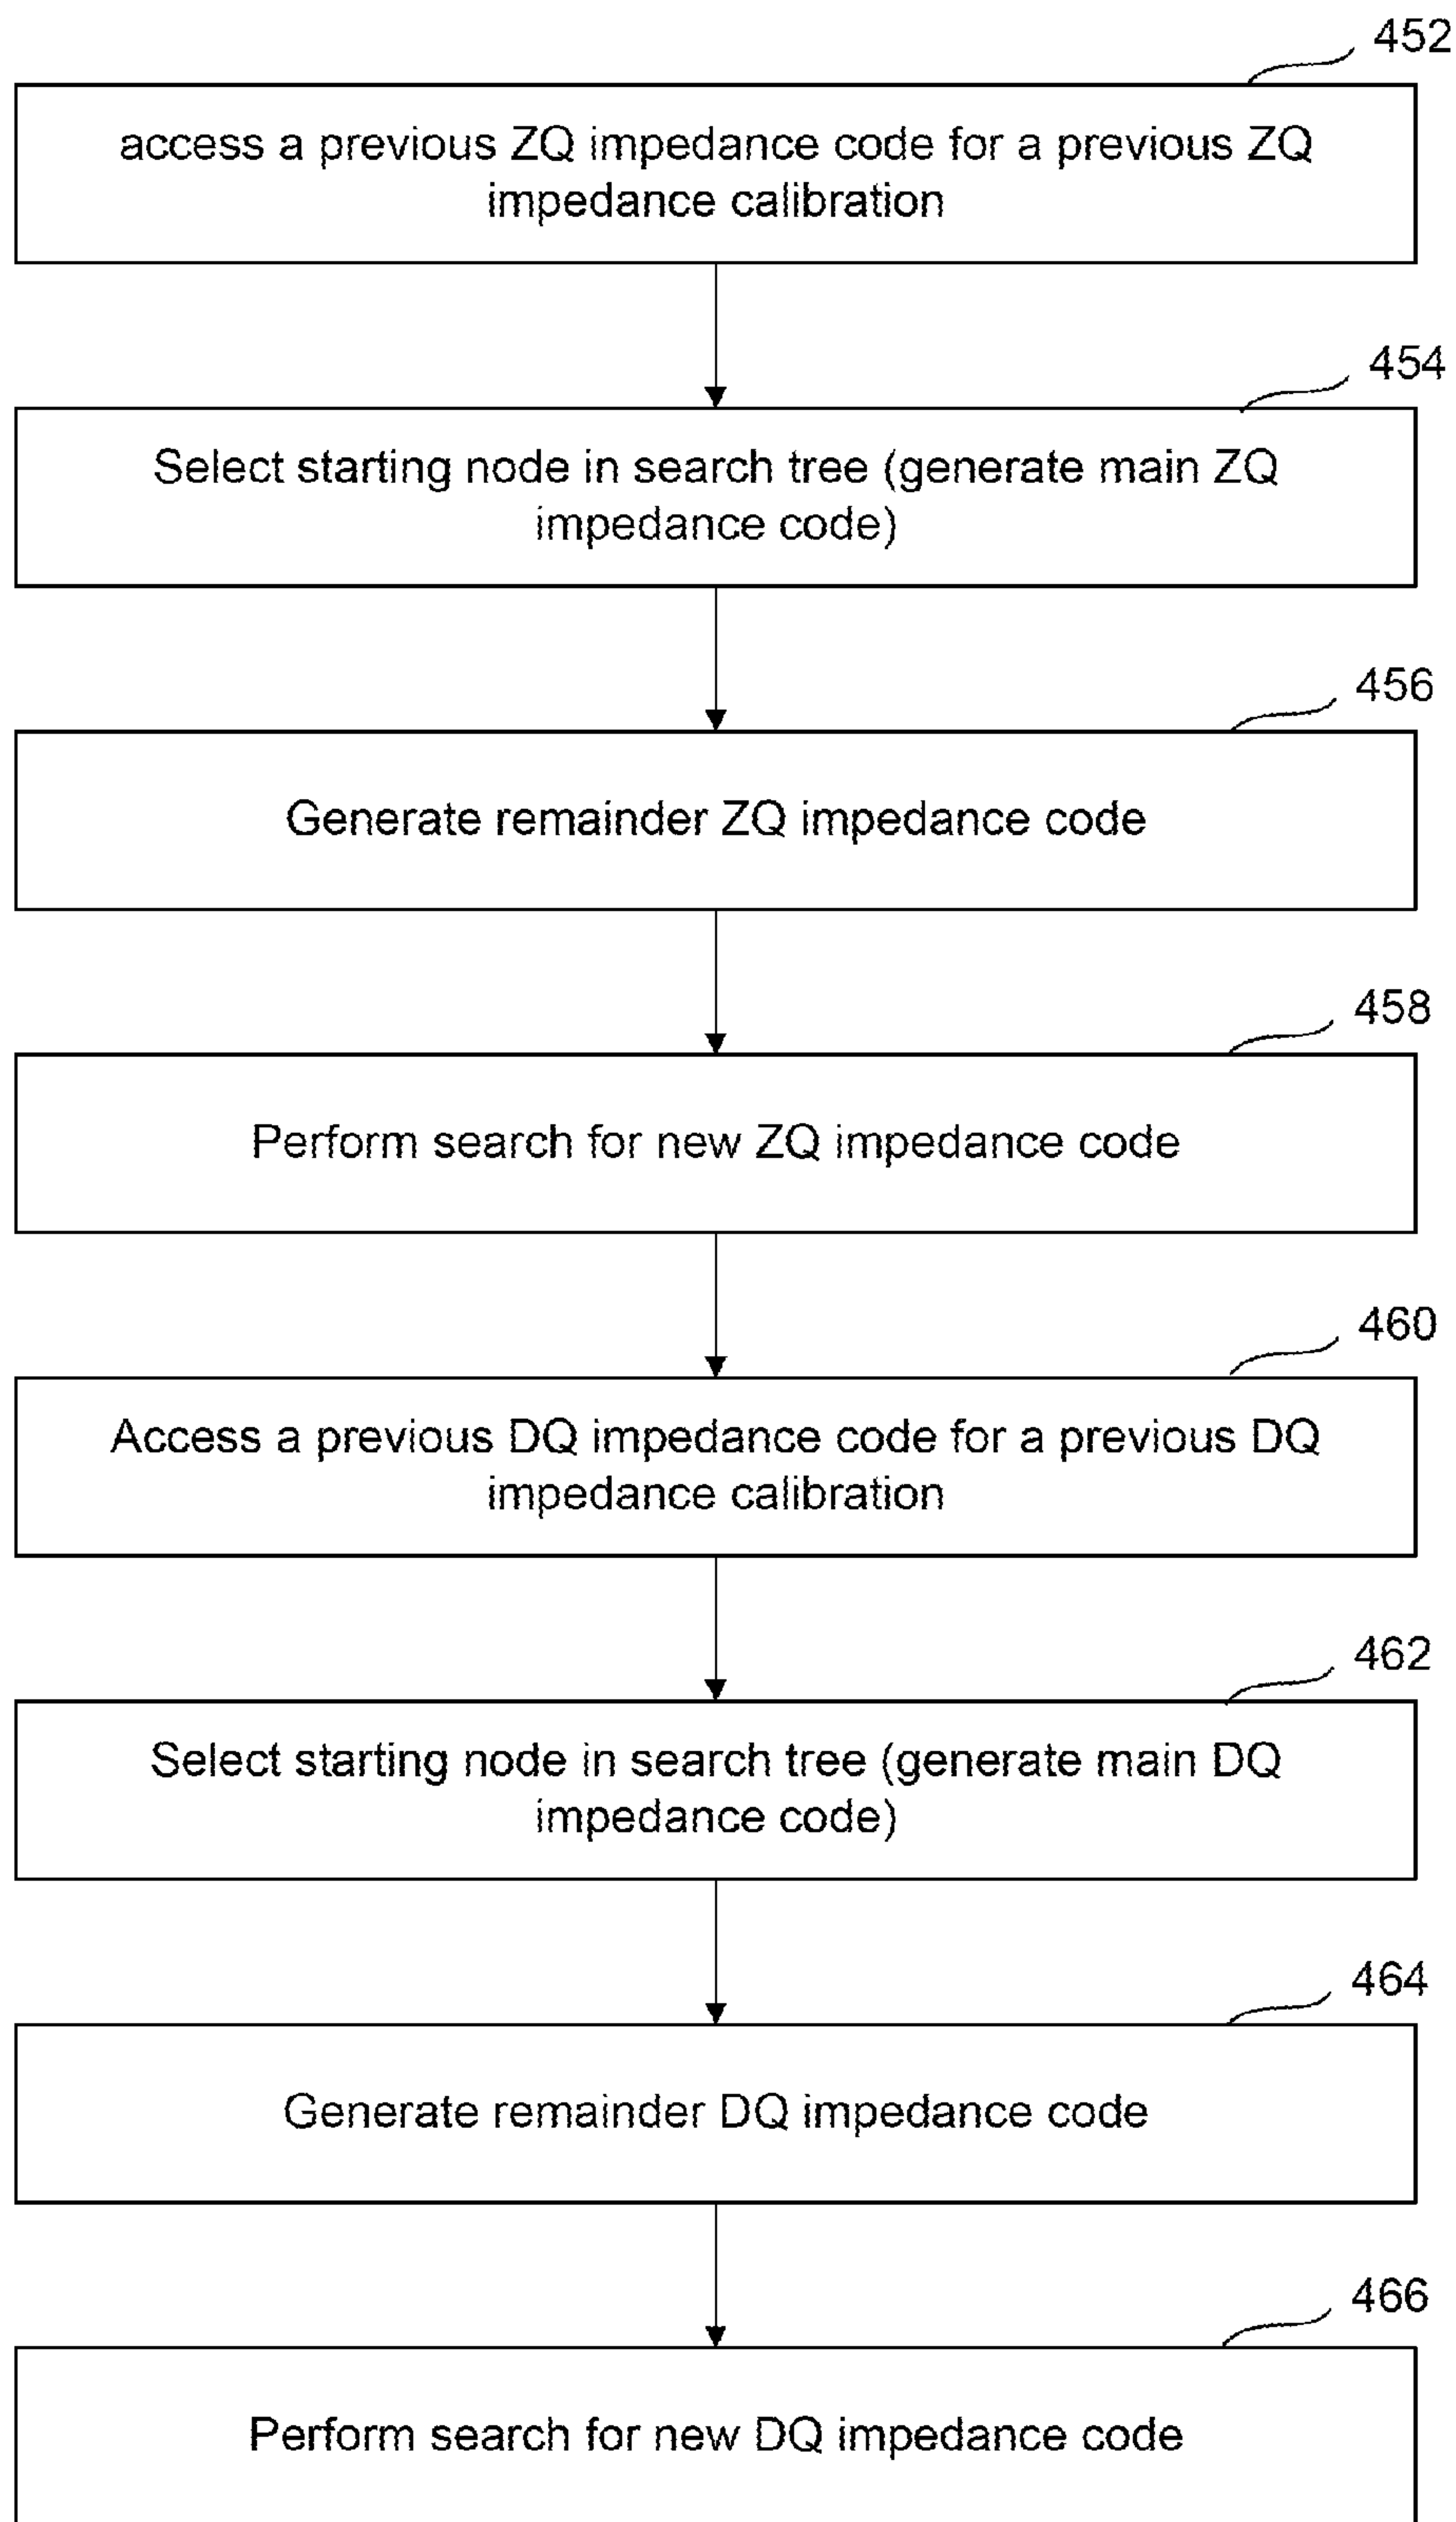 452
access a previous ZQ impedance code for a previous ZQ
impedance calibration
454
Select starting node in search tree (generate main ZQ
impedance code)
456
Generate remainder ZQ impedance code
458
Perform search for new ZQ impedance code
460
Access a previous DQ impedance code for a previous DQ
impedance calibration
462
Select starting node in search tree (generate main DQ
impedance code)
464
Generate remainder DQ impedance code
466
Perform search for new DQ impedance code